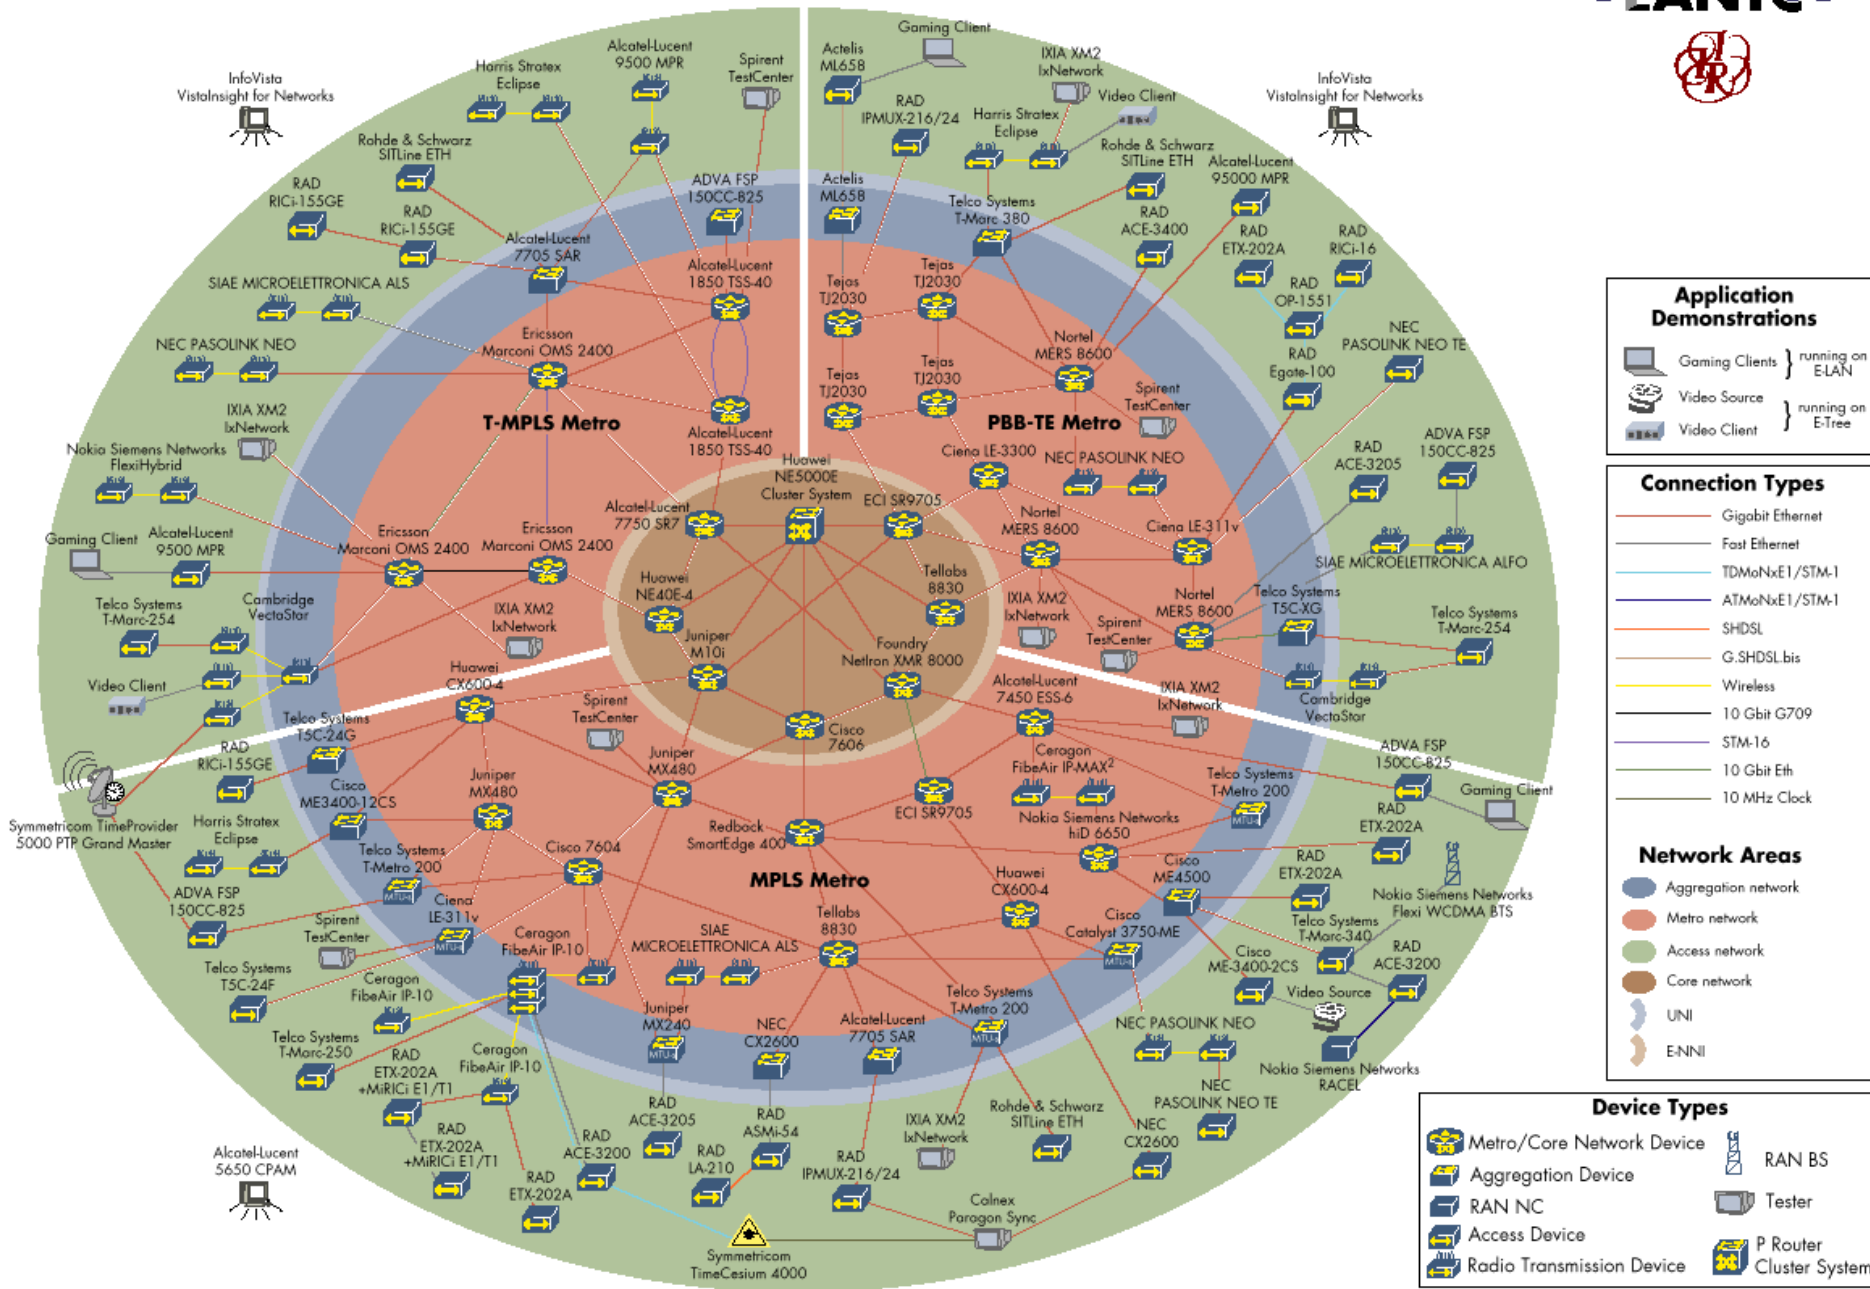 EANTC
Gaming Client
Actelis
ML658
IXIA XM2
IxNetwork
Alcatel-Lucent
9500 MPR
Harris Stratex
Eclipse
Spirent
TestCenter
InfoVista
VistaInsight for Networks
InfoVista
VistaInsight for Networks
RAD
IPMUX-216/24
Video Client
Harris Stratex
Eclipse
Rohde & Schwarz
SITLine ETH
Rohde & Schwarz
SITLine ETH
Alcatel-Lucent
95000 MPR
RAD
RICi-155GE
ADVA FSP
150CC-825
Actelis
ML658
Telco Systems
T-Marc 380
RAD
RICi-155GE
RAD
ACE-3400
RAD
ETX-202A
RAD
RICi-16
Alcatel-Lucent
7705 SAR
SIAE MICROELETTRONICA ALS
Alcatel-Lucent
1850 TSS-40
Tejas
TJ2030
Tejas
TJ2030
RAD
OP-1551
NEC
PASOLINK NEO TE
NEC PASOLINK NEO
Ericsson
Marconi OMS 2400
Nortel
MERS 8600
Tejas
TJ2030
Tejas
TJ2030
RAD
Egate-100
Spirent
TestCenter
IXIA XM2
IxNetwork
T-MPLS Metro
PBB-TE Metro
Alcatel-Lucent
1850 TSS-40
Nokia Siemens Networks
FlexiHybrid
Huawei
NE5000E
Cluster System
Ciena LE-3300
NEC PASOLINK NEO
RAD
ACE-3205
ADVA FSP
150CC-825
Alcatel-Lucent
7750 SR7
ECI SR9705
Nortel
MERS 8600
Ciena LE-311v
Gaming Client
Alcatel-Lucent
9500 MPR
Ericsson
Marconi OMS 2400
Ericsson
Marconi OMS 2400
SIAE MICROELETTRONICA ALFO
Huawei
NE40E-4
Tellabs
8830
Telco Systems
T-Marc-254
Cambridge
VectaStar
IXIA XM2
IxNetwork
IXIA XM2
IxNetwork
Nortel
MERS 8600
Telco Systems
T5C-XG
Telco Systems
T-Marc-254
Juniper
M10i
Foundry
NetIron XMR 8000
Spirent
TestCenter
Video Client
Huawei
CX600-4
Alcatel-Lucent
7450 ESS-6
IXIA XM2
IxNetwork
Cambridge
VectaStar
Telco Systems
T5C-24G
Spirent
TestCenter
Cisco
7606
RAD
RICi-155GE
Juniper
MX480
Juniper
MX480
Ceragon
FibeAir IP-MAX²
ADVA FSP
150CC-825
Gaming Client
Cisco
ME3400-12CS
Telco Systems
T-Metro 200
Symmetricom TimeProvider
5000 PTP Grand Master
Harris Stratex
Eclipse
ECI SR9705
Nokia Siemens Networks
hiD 6650
RAD
ETX-202A
Redback
SmartEdge 400
Telco Systems
T-Metro 200
MTU-s
Cisco 7604
MPLS Metro
Huawei
CX600-4
Cisco
ME4500
RAD
ETX-202A
Nokia Siemens Networks
Flexi WCDMA BTS
ADVA FSP
150CC-825
Ciena
LE-311v
MTU-s
Spirent
TestCenter
Tellabs
8830
Cisco
Catalyst 3750-ME
MTU-s
Telco Systems
T-Marc-340
SIAE
MICROELETTRONICA ALS
Ceragon
FibeAir IP-10
Cisco
ME-3400-2CS
RAD
ACE-3200
Telco Systems
T5C-24F
Ceragon
FibeAir IP-10
Video Source
Telco Systems
T-Marc-250
Juniper
MX240
MTU-s
NEC
CX2600
Alcatel-Lucent
7705 SAR
Telco Systems
T-Metro 200
MTU-s
NEC PASOLINK NEO
Nokia Siemens Networks
RACEL
RAD
ETX-202A
+MiRICi E1/T1
Ceragon
FibeAir IP-10
NEC
PASOLINK NEO TE
RAD
ETX-202A
+MiRICi E1/T1
RAD
ACE-3200
RAD
ACE-3205
RAD
ASMi-54
IXIA XM2
IxNetwork
Rohde & Schwarz
SITLine ETH
NEC
CX2600
Alcatel-Lucent
5650 CPAM
RAD
ETX-202A
RAD
LA-210
RAD
IPMUX-216/24
Calnex
Paragon Sync
Symmetricom
TimeCesium 4000
Application
Demonstrations
Gaming Clients } running on
E-LAN
Video Source
Video Client } running on
E-Tree
Connection Types
Gigabit Ethernet
Fast Ethernet
TDMoNxE1/STM-1
ATMoNxE1/STM-1
SHDSL
G.SHDSL.bis
Wireless
10 Gbit G709
STM-16
10 Gbit Eth
10 MHz Clock
Network Areas
Aggregation network
Metro network
Access network
Core network
UNI
E-NNI
Device Types
Metro/Core Network Device
Aggregation Device
RAN NC
Access Device
Radio Transmission Device
RAN BS
Tester
P Router
Cluster System